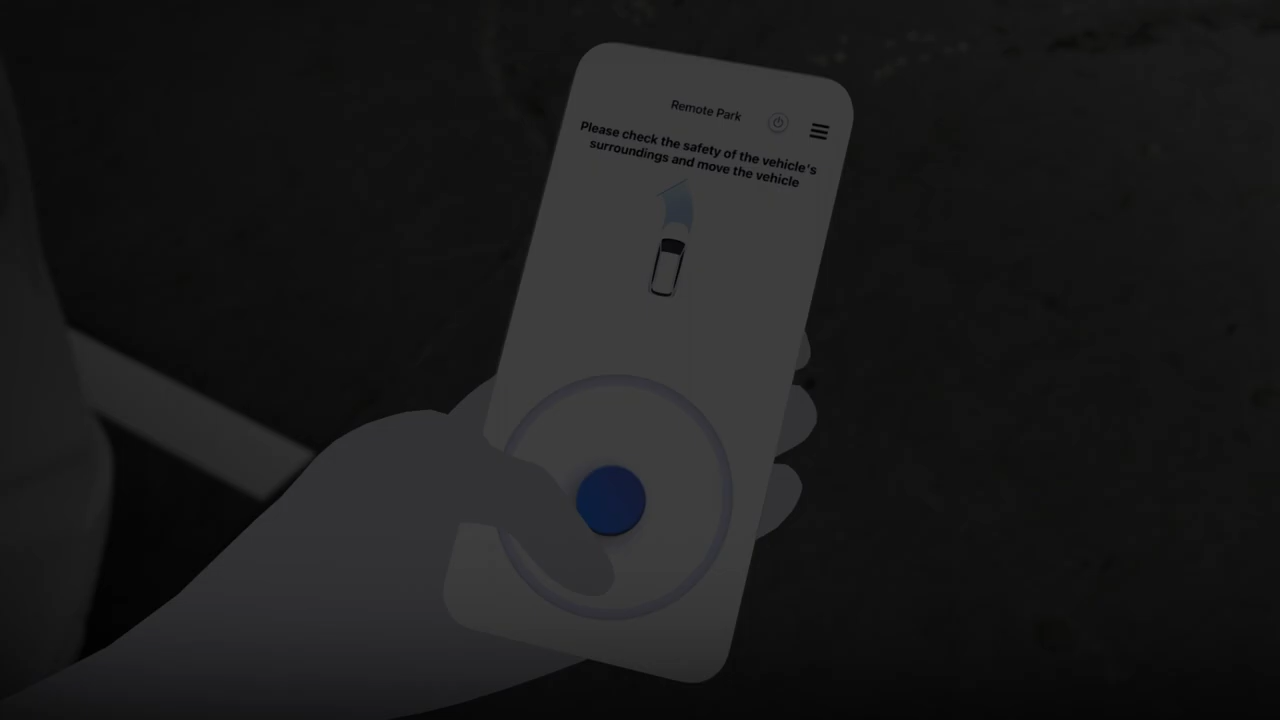 Remote Park
Please check the safety of the vehicle's
surroundings and move the vehicle